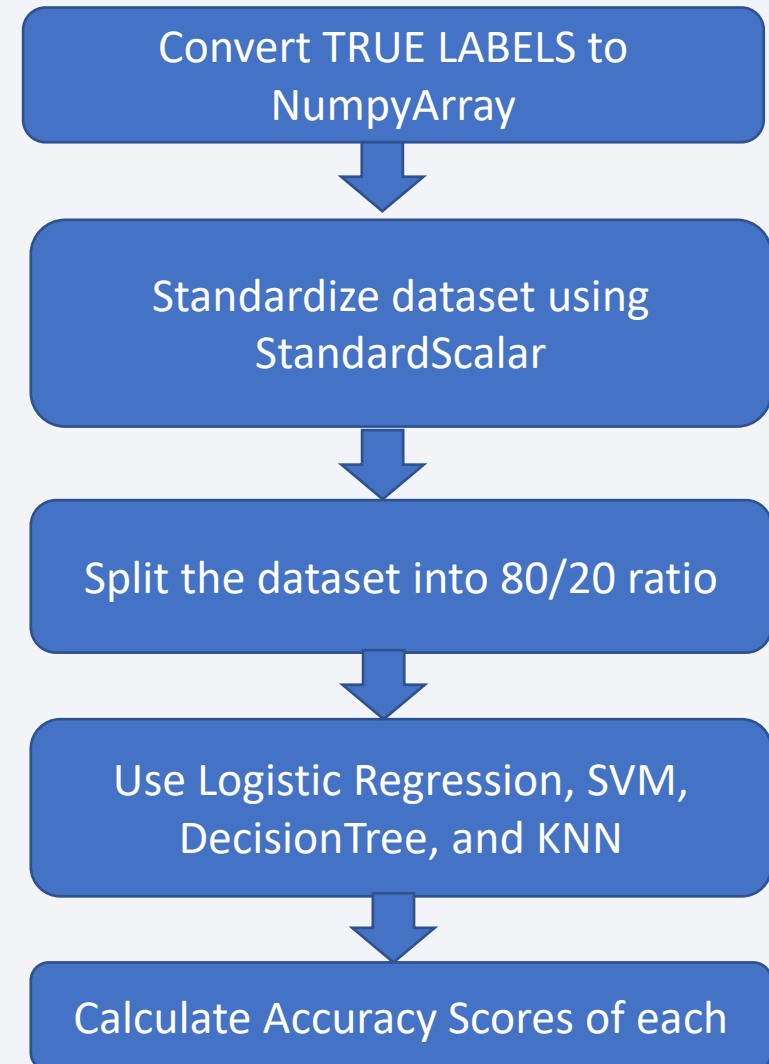 Convert TRUE LABELS to
NumpyArray
Standardize dataset using
StandardScalar
Split the dataset into 80/20 ratio
Use Logistic Regression, SVM,
DecisionTree, and KNN
Calculate Accuracy Scores of each